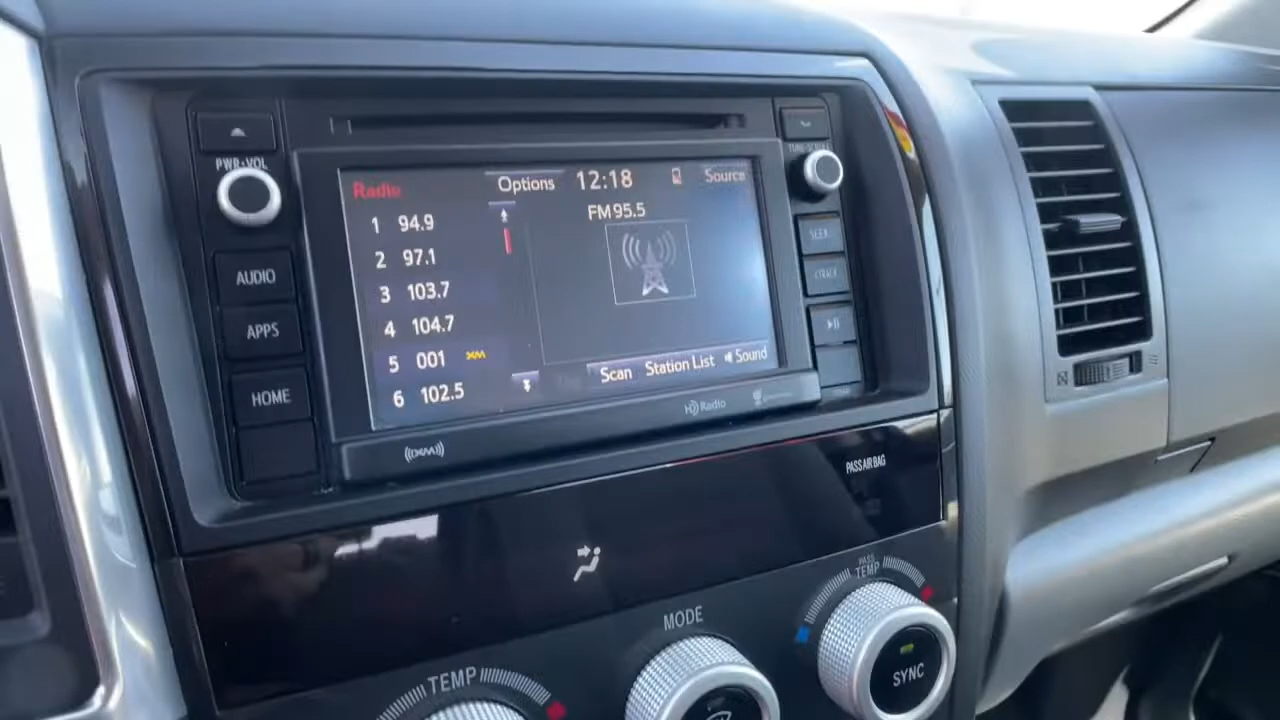 PWR•VOL
TUNE•SCROLL
AUDIO
APPS
HOME
SEEK
TRACK
Radio
Options
12:18
Source
FM 95.5
1 94.9
2 97.1
3 103.7
4 104.7
5 001 XM
6 102.5
Scan
Station List
Sound
((XM))
HD Radio
PASS AIR BAG
TEMP
MODE
PASS
TEMP
SYNC